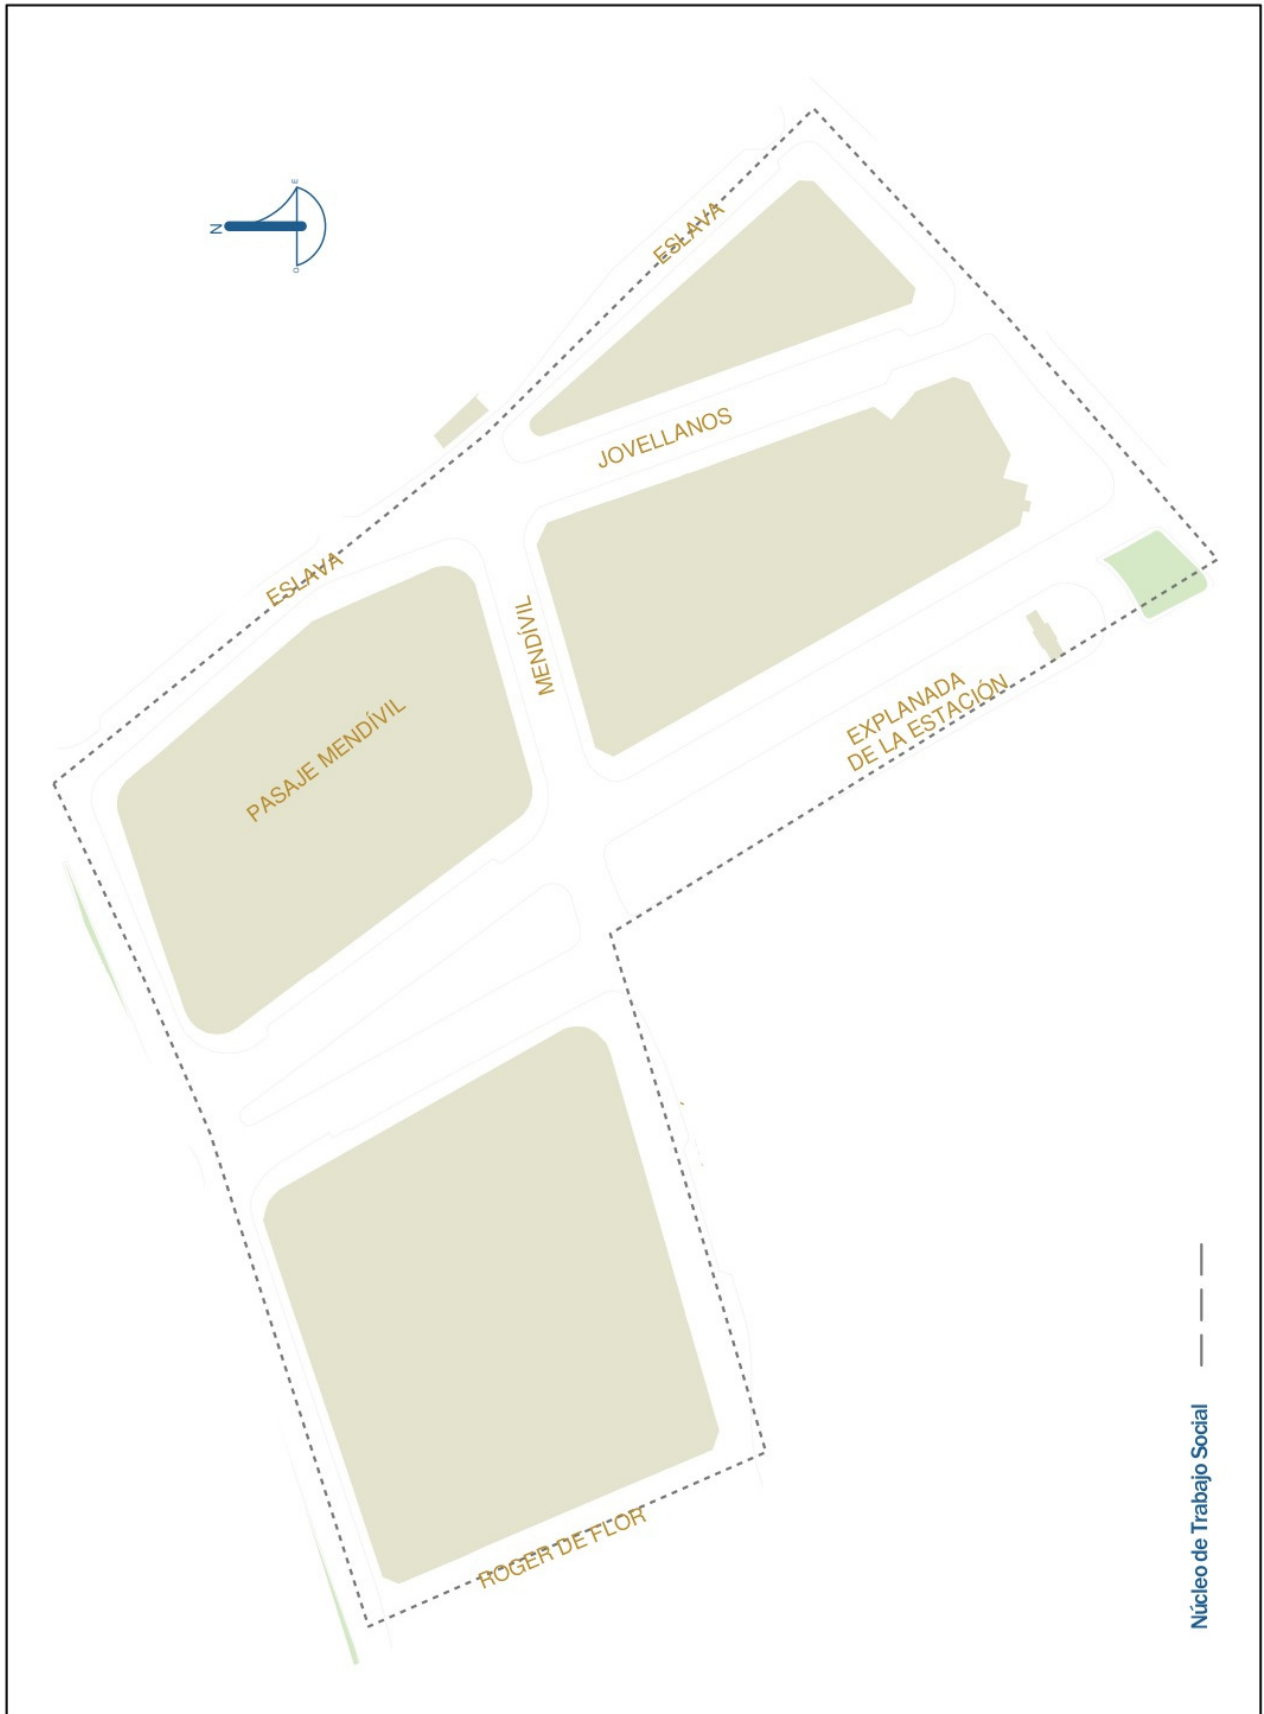 N
E
O
ESLAVA
JOVELLANOS
ESLAVA
MENDÍVIL
PASAJE MENDÍVIL
EXPLANADA
DE LA ESTACIÓN
ROGER DE FLOR
Núcleo de Trabajo Social